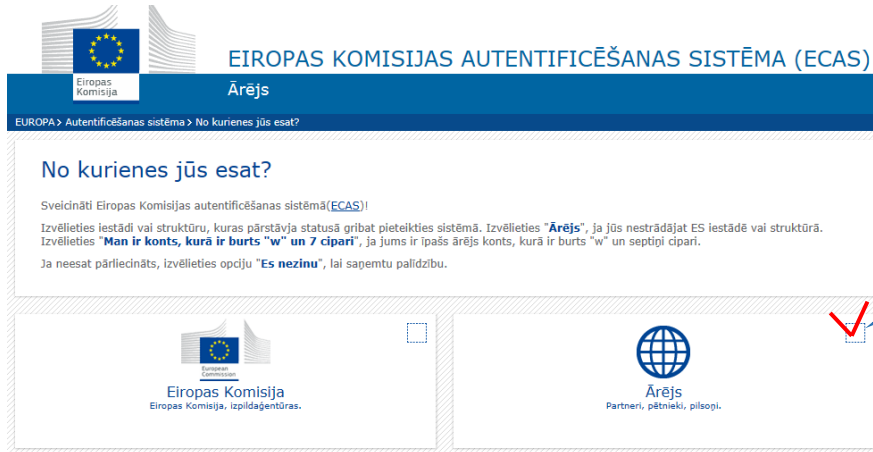 Eiropas
Komisija
EIROPAS KOMISIJAS AUTENTIFICĒŠANAS SISTĒMA (ECAS)
Ārējs
EUROPA > Autentificēšanas sistēma > No kurienes jūs esat?
No kurienes jūs esat?
Sveicināti Eiropas Komisijas autentificēšanas sistēmā(ECAS)!
Izvēlieties iestādi vai struktūru, kuras pārstāvja statusā gribat pieteikties sistēmā. Izvēlieties "Ārējs", ja jūs nestrādājat ES iestādē vai struktūrā.
Izvēlieties "Man ir konts, kurā ir burts "w" un 7 cipari", ja jums ir īpašs ārējs konts, kurā ir burts "w" un septiņi cipari.
Ja neesat pārliecināts, izvēlieties opciju "Es nezinu", lai saņemtu palīdzību.
European
Commission
Eiropas Komisija
Eiropas Komisija, izpildaģentūras.
Ārējs
Partneri, pētnieki, pilsoņi.